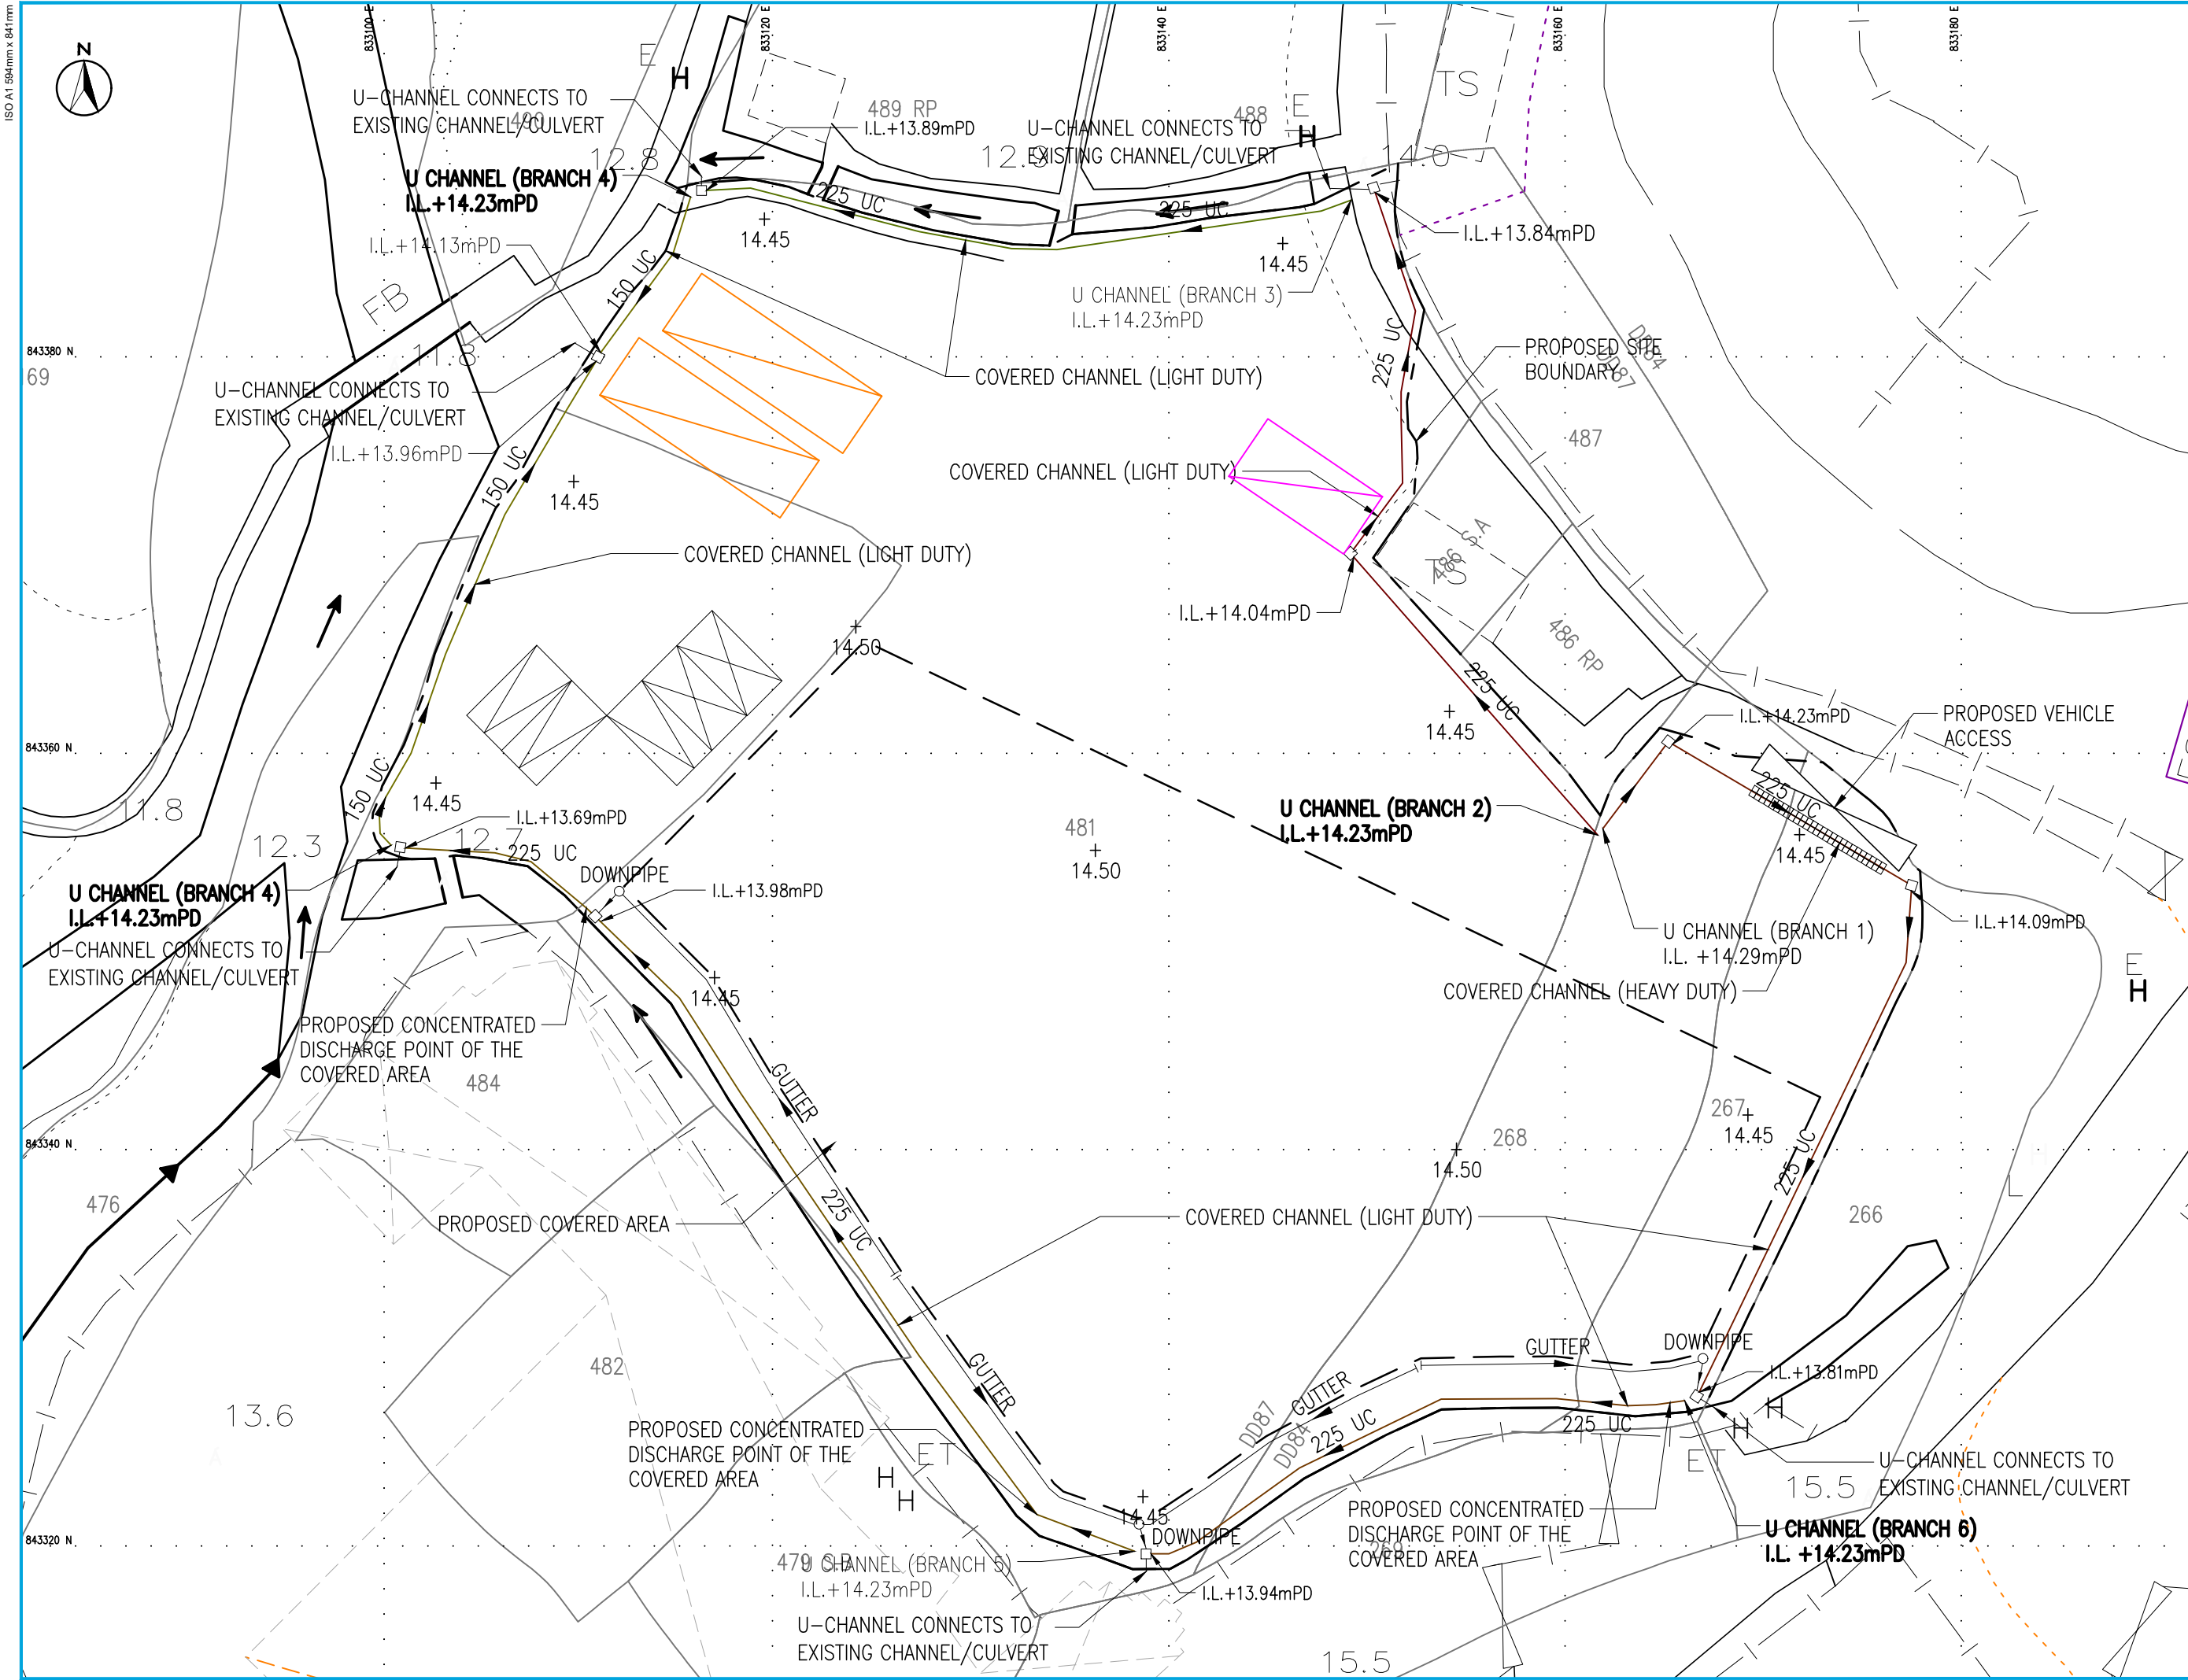 ISO A1 594mm x 841mm
N
833100 E
833120 E
833140 E
833160 E
833180 E
E
H
TS
U-CHANNEL CONNECTS TO
EXISTING CHANNEL/CULVERT
490
489 RP
I.L.+13.89mPD
488
E
H
U-CHANNEL CONNECTS TO
EXISTING CHANNEL/CULVERT
12.8
12.9
14.0
U CHANNEL (BRANCH 4)
I.L.+14.23mPD
225 UC
225 UC
14.45
14.45
I.L.+13.84mPD
I.L.+14.13mPD
150 UC
FB
U CHANNEL (BRANCH 3)
I.L.+14.23mPD
225 UC
PROPOSED SITE
BOUNDARY
DD84
DD87
843380 N
69
11.8
U-CHANNEL CONNECTS TO
EXISTING CHANNEL/CULVERT
COVERED CHANNEL (LIGHT DUTY)
487
I.L.+13.96mPD
150 UC
14.45
COVERED CHANNEL (LIGHT DUTY)
COVERED CHANNEL (LIGHT DUTY)
486 S.A
TS
I.L.+14.04mPD
486 RP
14.50
225 UC
14.45
I.L.+14.23mPD
PROPOSED VEHICLE
ACCESS
843360 N
150 UC
14.45
225 UC
11.8
12.3
12.7
I.L.+13.69mPD
225 UC
481
14.50
U CHANNEL (BRANCH 2)
I.L.+14.23mPD
14.45
DOWNPIPE
I.L.+13.98mPD
U CHANNEL (BRANCH 4)
I.L.+14.23mPD
U-CHANNEL CONNECTS TO
EXISTING CHANNEL/CULVERT
U CHANNEL (BRANCH 1)
I.L. +14.29mPD
I.L.+14.09mPD
E
H
14.45
COVERED CHANNEL (HEAVY DUTY)
PROPOSED CONCENTRATED
DISCHARGE POINT OF THE
COVERED AREA
484
GUTTER
267
14.45
268
14.50
843340 N
225 UC
L
476
225 UC
PROPOSED COVERED AREA
COVERED CHANNEL (LIGHT DUTY)
266
482
GUTTER
GUTTER
GUTTER
DOWNPIPE
I.L.+13.81mPD
13.6
DD87
DD84
225 UC
225 UC
H
H
PROPOSED CONCENTRATED
DISCHARGE POINT OF THE
COVERED AREA
ET
H
H
ET
U-CHANNEL CONNECTS TO
EXISTING CHANNEL/CULVERT
15.5
14.45
DOWNPIPE
PROPOSED CONCENTRATED
DISCHARGE POINT OF THE
COVERED AREA
269
U CHANNEL (BRANCH 6)
I.L. +14.23mPD
843320 N
479 S.B
U CHANNEL (BRANCH 5)
I.L.+14.23mPD
I.L.+13.94mPD
U-CHANNEL CONNECTS TO
EXISTING CHANNEL/CULVERT
15.5